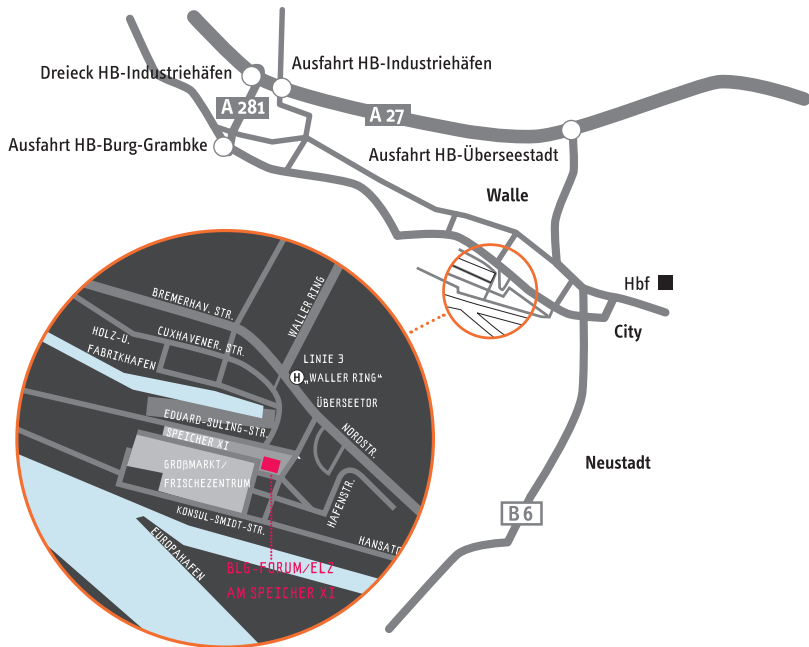 Ausfahrt HB-Industriehäfen
Dreieck HB-Industriehäfen
A 281
A 27
Ausfahrt HB-Burg-Grambke
Ausfahrt HB-Überseestadt
Walle
Hbf
City
Neustadt
B 6
BREMERHAV. STR.
WALLER RING
HOLZ-U.
FABRIKHAFEN
CUXHAVENER. STR.
LINIE 3
H „WALLER RING“
ÜBERSEETOR
EDUARD-SULING-STR.
SPEICHER XI
NORDSTR.
GROßMARKT/
FRISCHEZENTRUM
HAFENSTR.
KONSUL-SMIDT-STR.
HANSATO
EUROPAHAFEN
BLG-FORUM/ELZ
AM SPEICHER XI